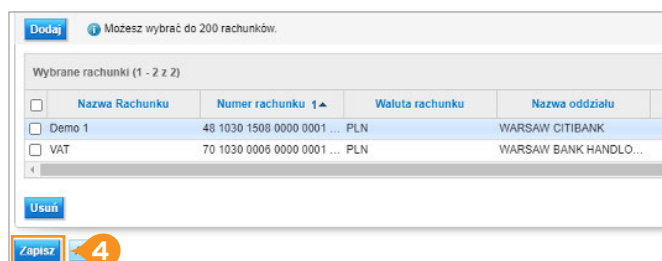 Dodaj Możesz wybrać do 200 rachunków.
Wybrane rachunki (1 - 2 z 2)
Nazwa Rachunku Numer rachunku 1 Waluta rachunku Nazwa oddziału
Demo 1 48 1030 1508 0000 0001 ... PLN WARSAW CITIBANK
VAT 70 1030 0006 0000 0001 ... PLN WARSAW BANK HANDLO...
Usuń
Zapisz 4